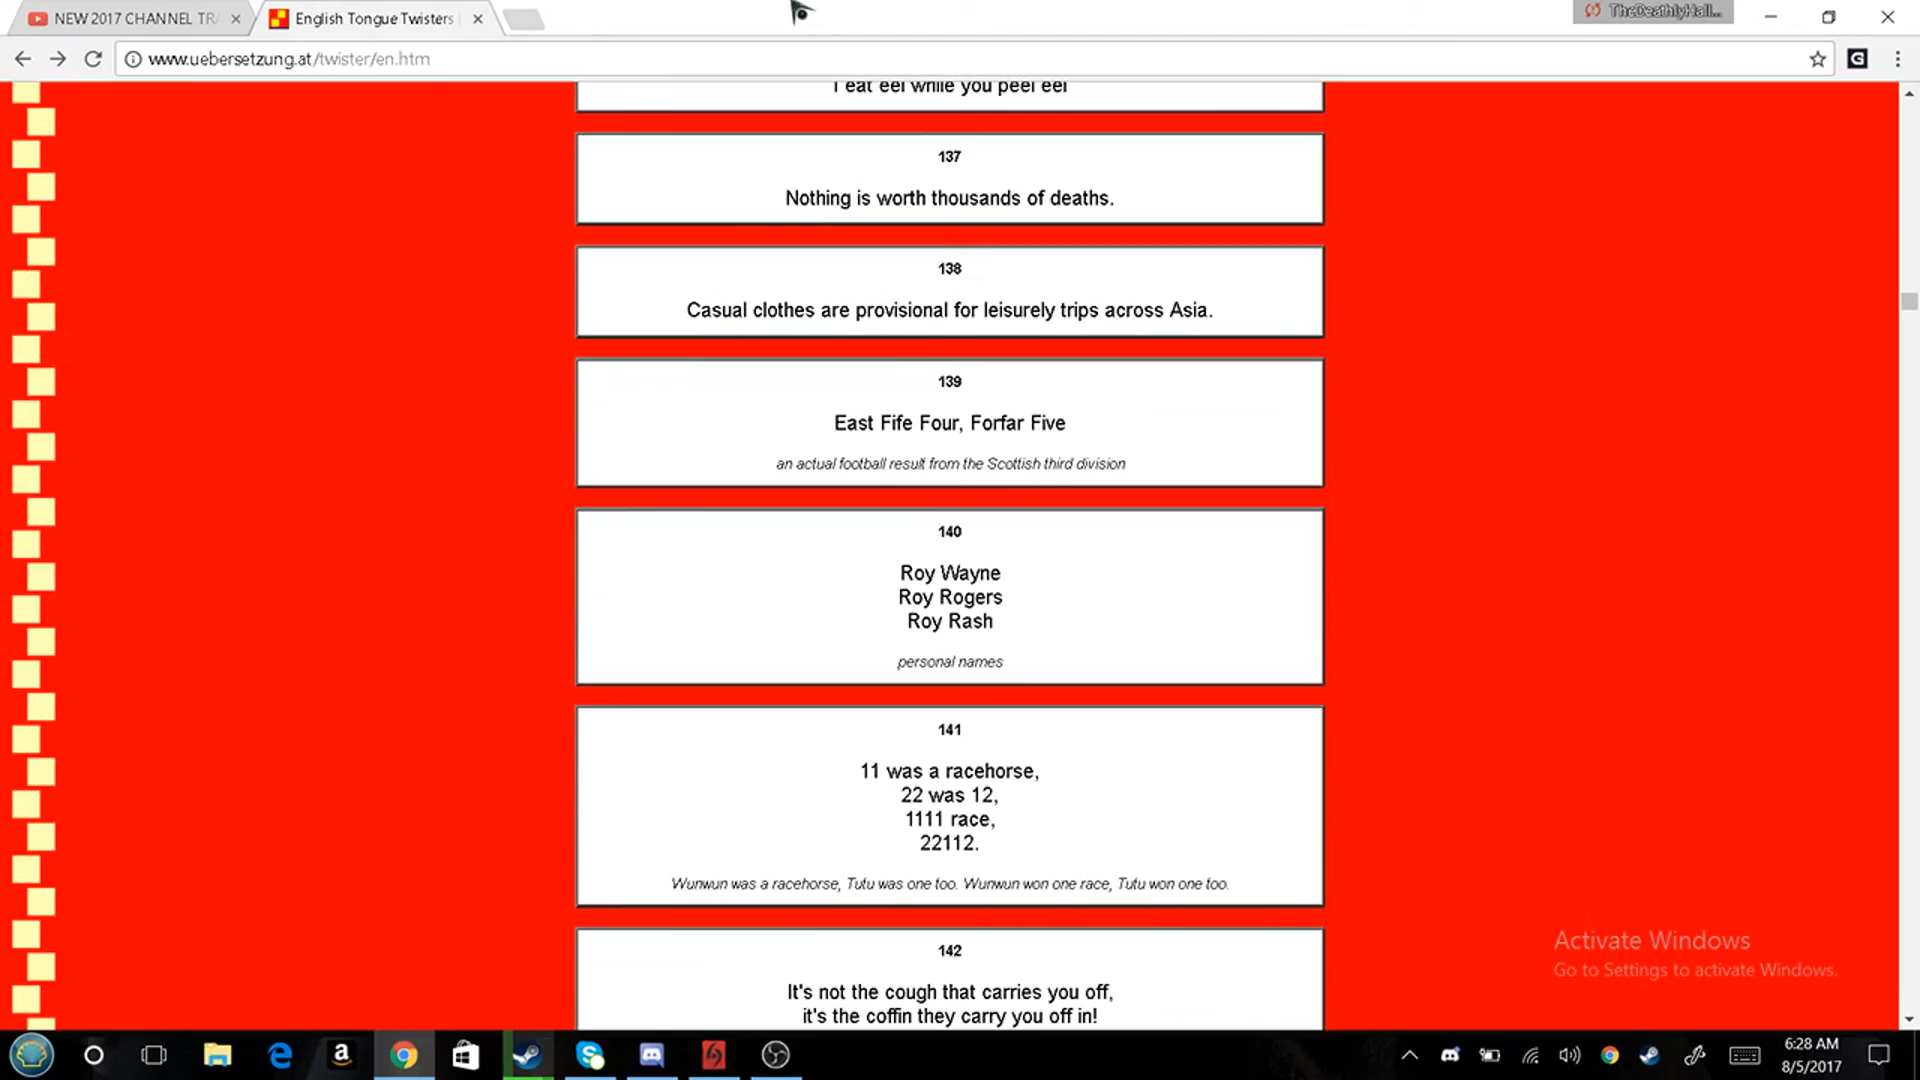 NEW 2017 CHANNEL TR
English Tongue Twisters
TheDeathlyHall...
www.uebersetzung.at/twister/en.htm
I eat eel while you peel eel
137
Nothing is worth thousands of deaths.
138
Casual clothes are provisional for leisurely trips across Asia.
139
East Fife Four, Forfar Five
an actual football result from the Scottish third division
140
Roy Wayne
Roy Rogers
Roy Rash
personal names
141
11 was a racehorse,
22 was 12,
1111 race,
22112.
Wunwun was a racehorse, Tutu was one too. Wunwun won one race, Tutu won one too.
142
It's not the cough that carries you off,
it's the coffin they carry you off in!
Activate Windows
Go to Settings to activate Windows.
6:28 AM
8/5/2017